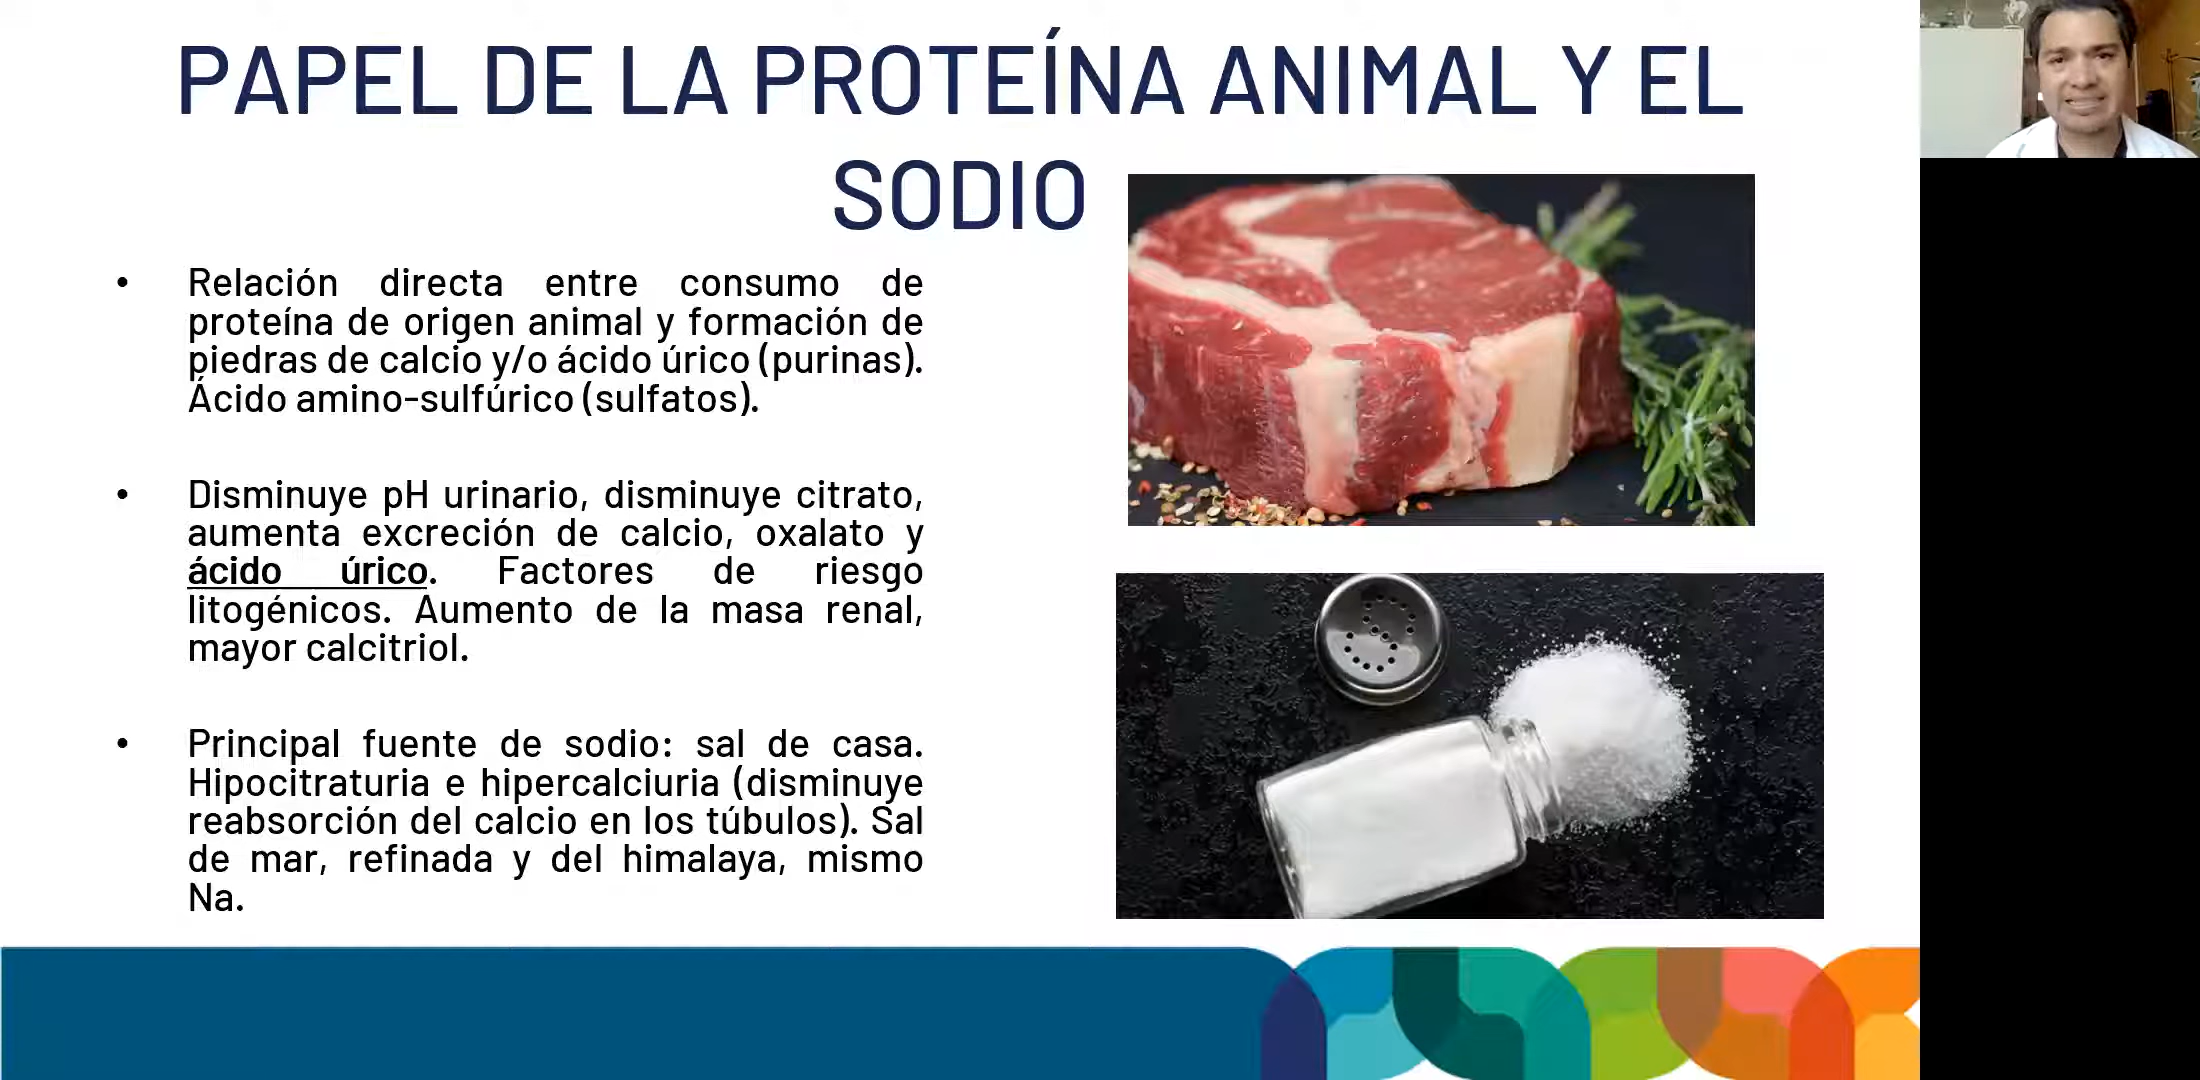 PAPEL DE LA PROTEÍNA ANIMAL Y EL
SODIO
• Relación directa entre consumo de
proteína de origen animal y formación de
piedras de calcio y/o ácido úrico (purinas).
Ácido amino-sulfúrico (sulfatos).
• Disminuye pH urinario, disminuye citrato,
aumenta excreción de calcio, oxalato y
ácido úrico. Factores de riesgo
litogénicos. Aumento de la masa renal,
mayor calcitriol.
• Principal fuente de sodio: sal de casa.
Hipocitraturia e hipercalciuria (disminuye
reabsorción del calcio en los túbulos). Sal
de mar, refinada y del himalaya, mismo
Na.